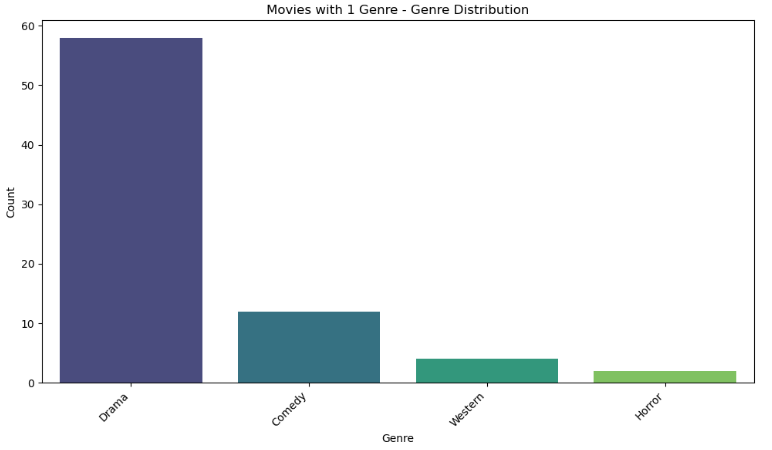 Movies with 1 Genre - Genre Distribution
60
50
40
30
20
10
0
Count
Drama
Comedy
Western
Horror
Genre